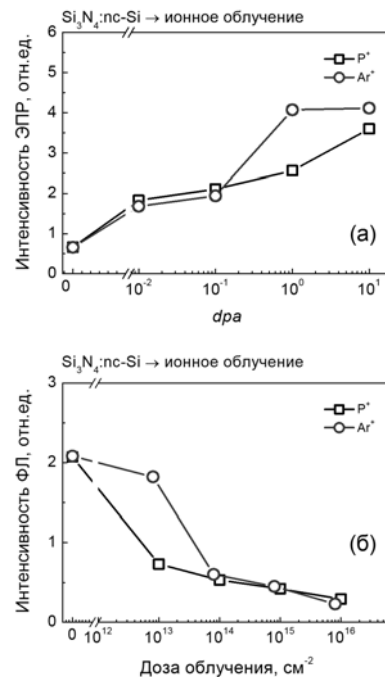 Si₃N₄:nc-Si → ионное облучение
Интенсивность ЭПР, отн.ед.
6
5
4
3
2
1
0
P⁺
Ar⁺
(а)
0 10⁻² 10⁻¹ 10⁰ 10¹
dpa
Si₃N₄:nc-Si → ионное облучение
Интенсивность ФЛ, отн.ед.
3
2
1
0
P⁺
Ar⁺
(б)
0 10¹² 10¹³ 10¹⁴ 10¹⁵ 10¹⁶
Доза облучения, см⁻²